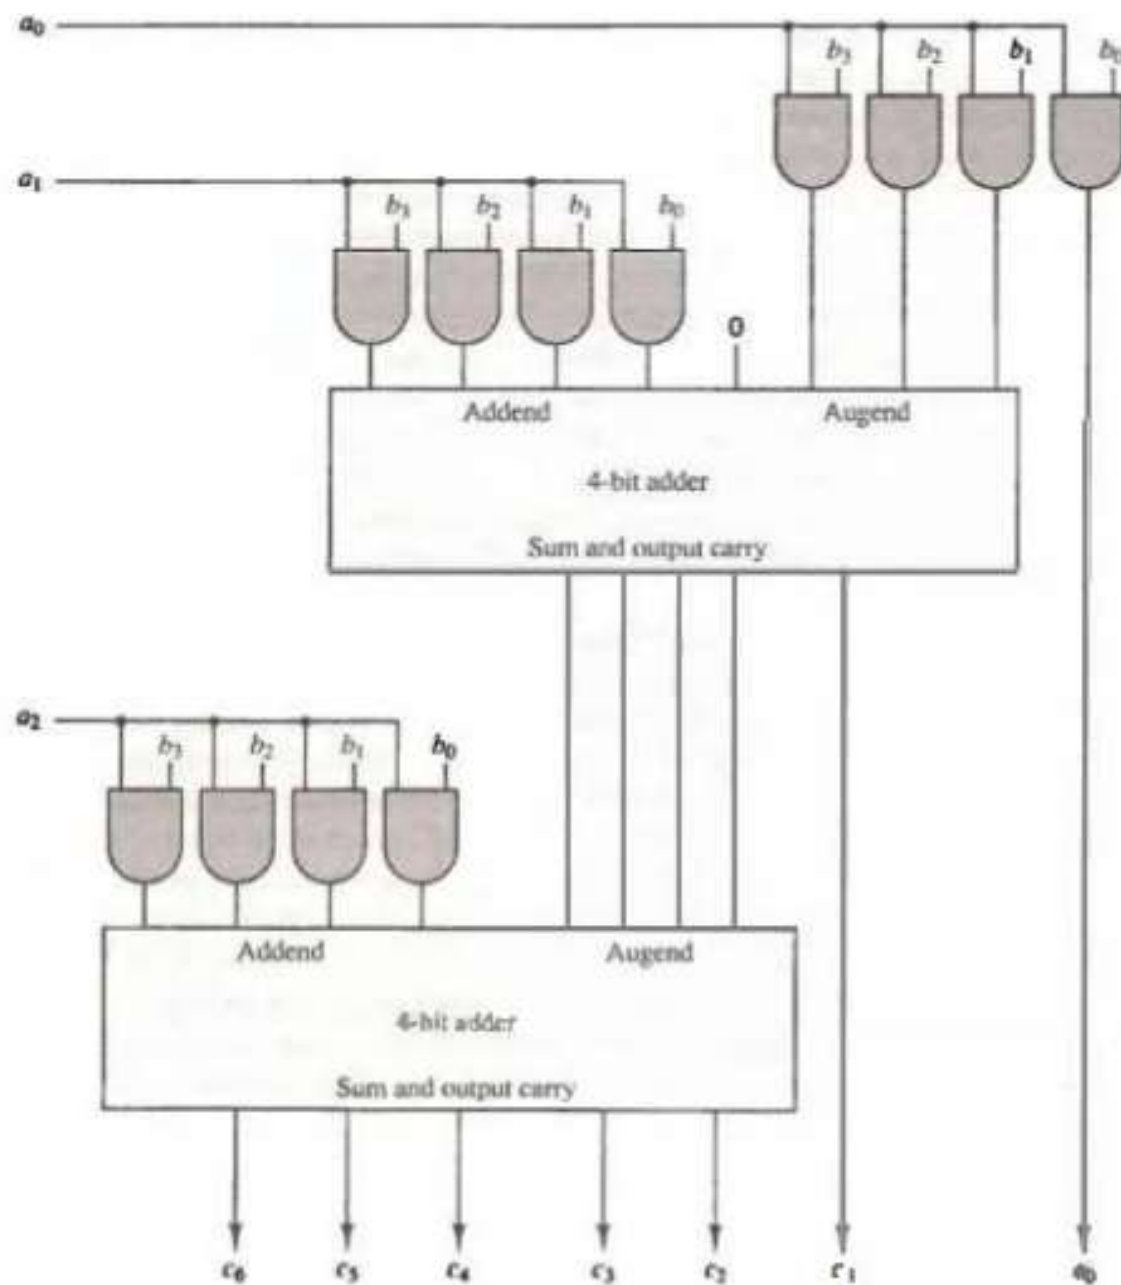 a₀
b₃ b₂ b₁ b₀
a₁
b₃ b₂ b₁ b₀
0
Addend Augend
4-bit adder
Sum and output carry
a₂
b₃ b₂ b₁ b₀
Addend Augend
4-bit adder
Sum and output carry
c₆ c₅ c₄ c₃ c₂ c₁